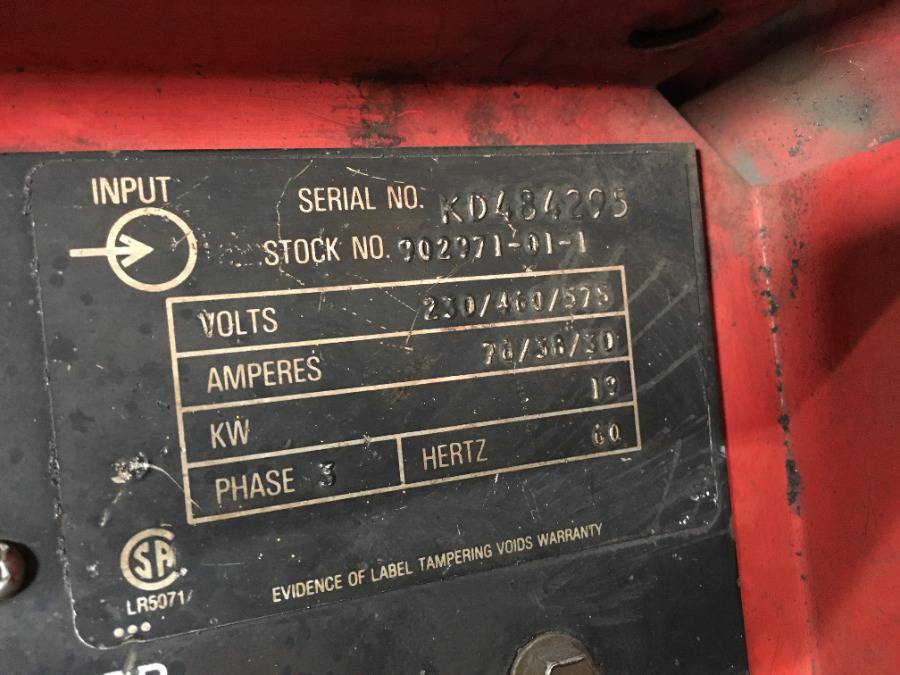 INPUT
SERIAL NO. KD484295
STOCK NO. 902971-01-1
VOLTS 230/460/575
AMPERES 76/38/30
KW 19
PHASE 3 HERTZ 60
SA
LR5071
EVIDENCE OF LABEL TAMPERING VOIDS WARRANTY